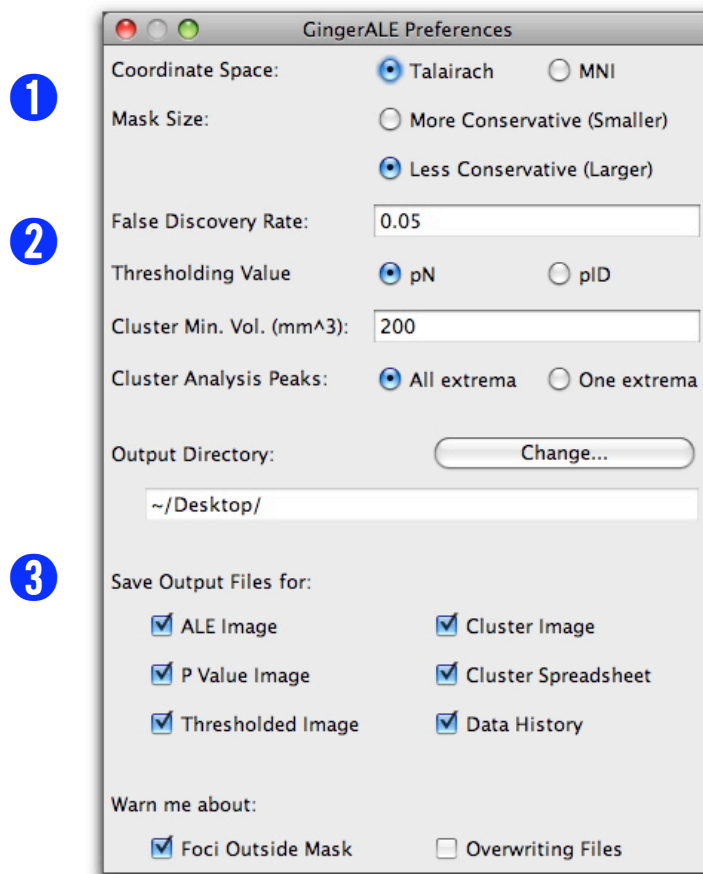 GingerALE Preferences
1
Coordinate Space: Talairach MNI
Mask Size: More Conservative (Smaller)
Less Conservative (Larger)
2
False Discovery Rate: 0.05
Thresholding Value pN pID
Cluster Min. Vol. (mm^3): 200
Cluster Analysis Peaks: All extrema One extrema
Output Directory: Change...
~/Desktop/
3
Save Output Files for:
ALE Image Cluster Image
P Value Image Cluster Spreadsheet
Thresholded Image Data History
Warn me about:
Foci Outside Mask Overwriting Files